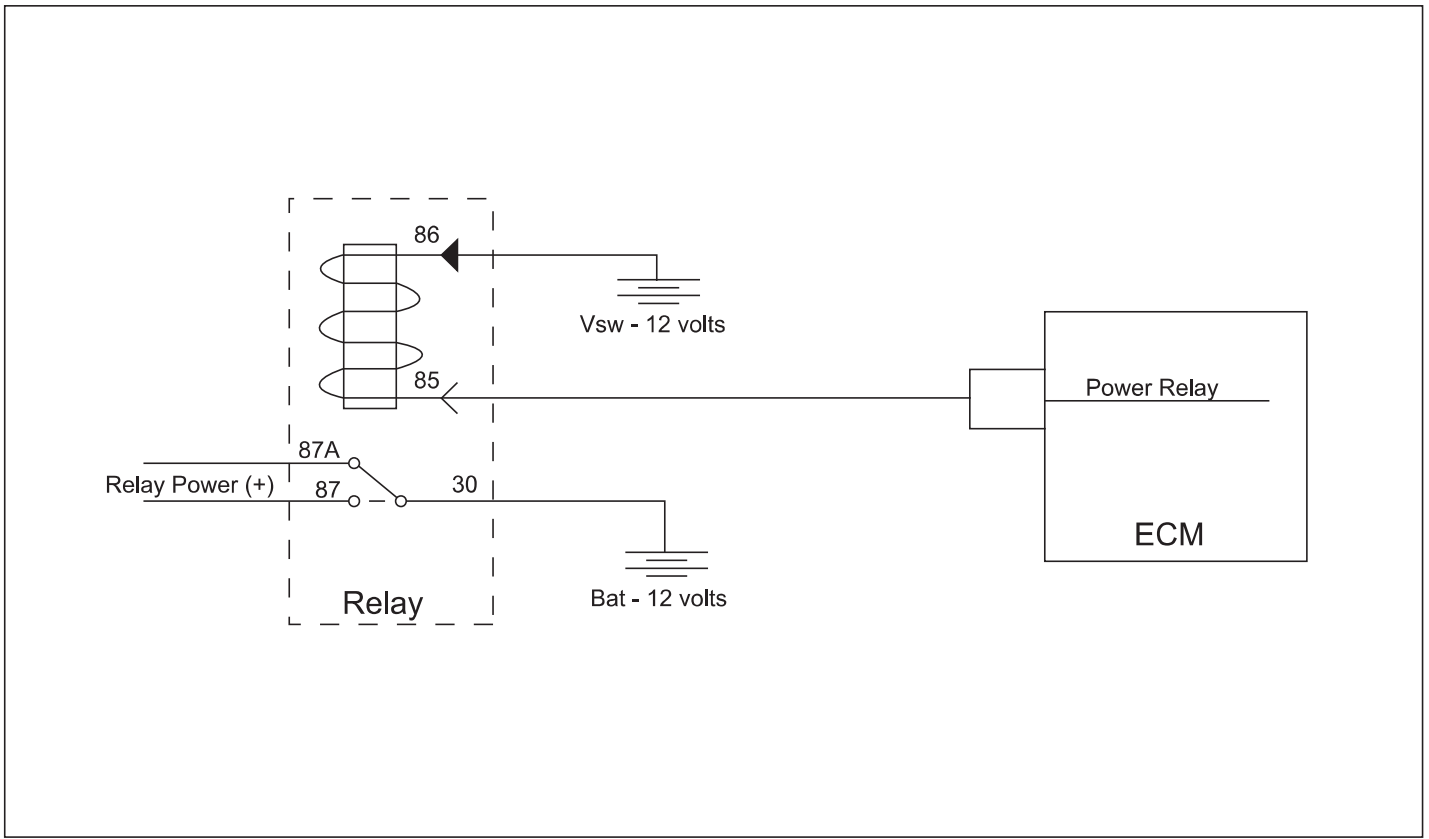 86
Vsw - 12 volts
85
Power Relay
87A
Relay Power (+)
87
30
ECM
Bat - 12 volts
Relay